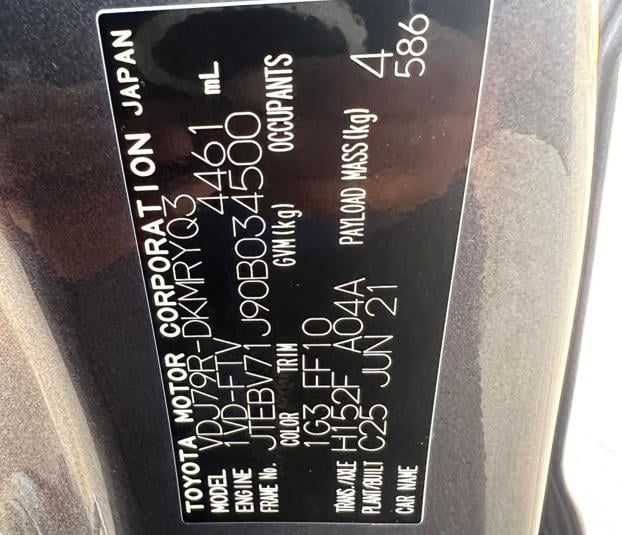 TOYOTA MOTOR CORPORATION JAPAN
MODEL VDJ79R-DKMRYQ3
ENGINE 1VD-FTV 4461 mL
FRAME No. JTEBV71J90B034500
COLOR TRIM GVM(kg) OCCUPANTS
1G3 FF10 4
TRANS./AXLE H152F A04A PAYLOAD MASS(kg) 586
PLANT/BUILT C25 JUN 21
CAR NAME